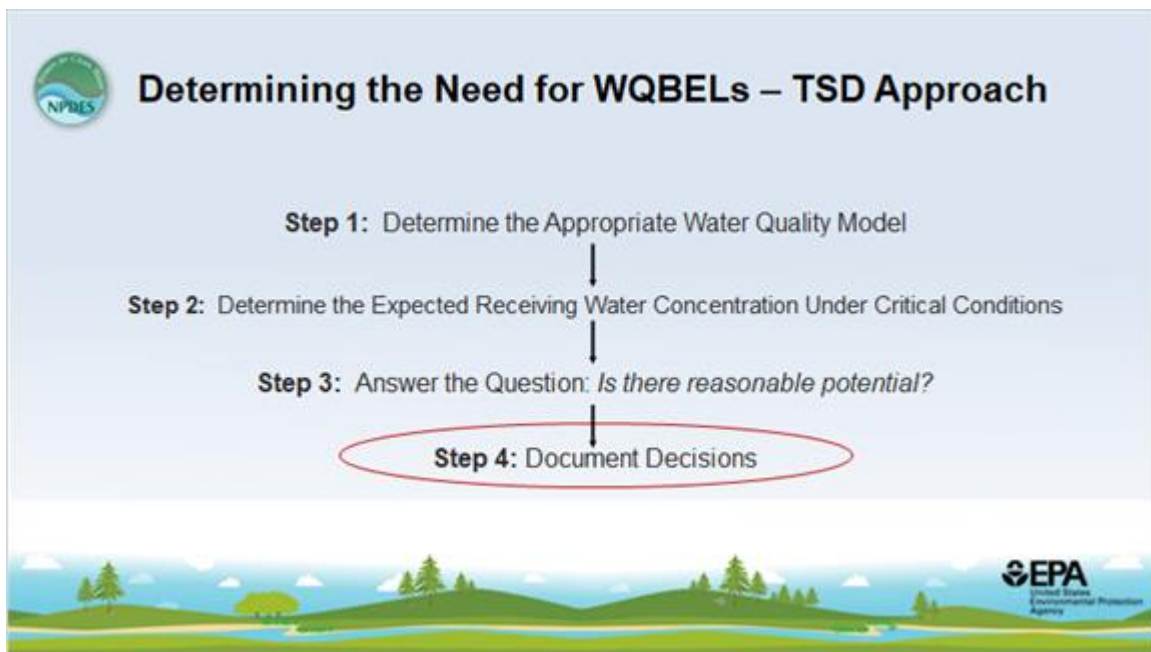 NPDES
Determining the Need for WQBELs – TSD Approach
Step 1: Determine the Appropriate Water Quality Model
Step 2: Determine the Expected Receiving Water Concentration Under Critical Conditions
Step 3: Answer the Question: Is there reasonable potential?
Step 4: Document Decisions
EPA
United States
Environmental Protection
Agency